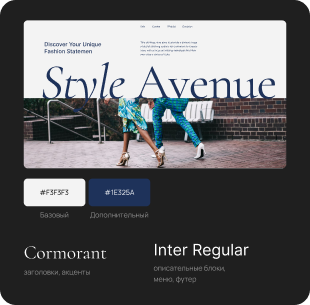 Discover Your Unique
Fashion Statemen
Style Avenue
#F3F3F3
#1E325A
Базовый
Дополнительный
Cormorant
Inter Regular
заголовки, акценты
описательные блоки,
меню, футер